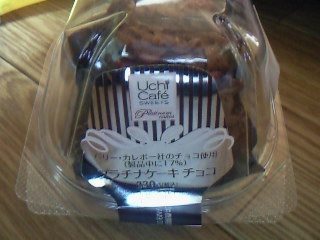 Uchi
Café
SWEETS
Platinum
バリー・カレボー社のチョコ使用
(製品中に17%)
プラチナケーキ チョコ